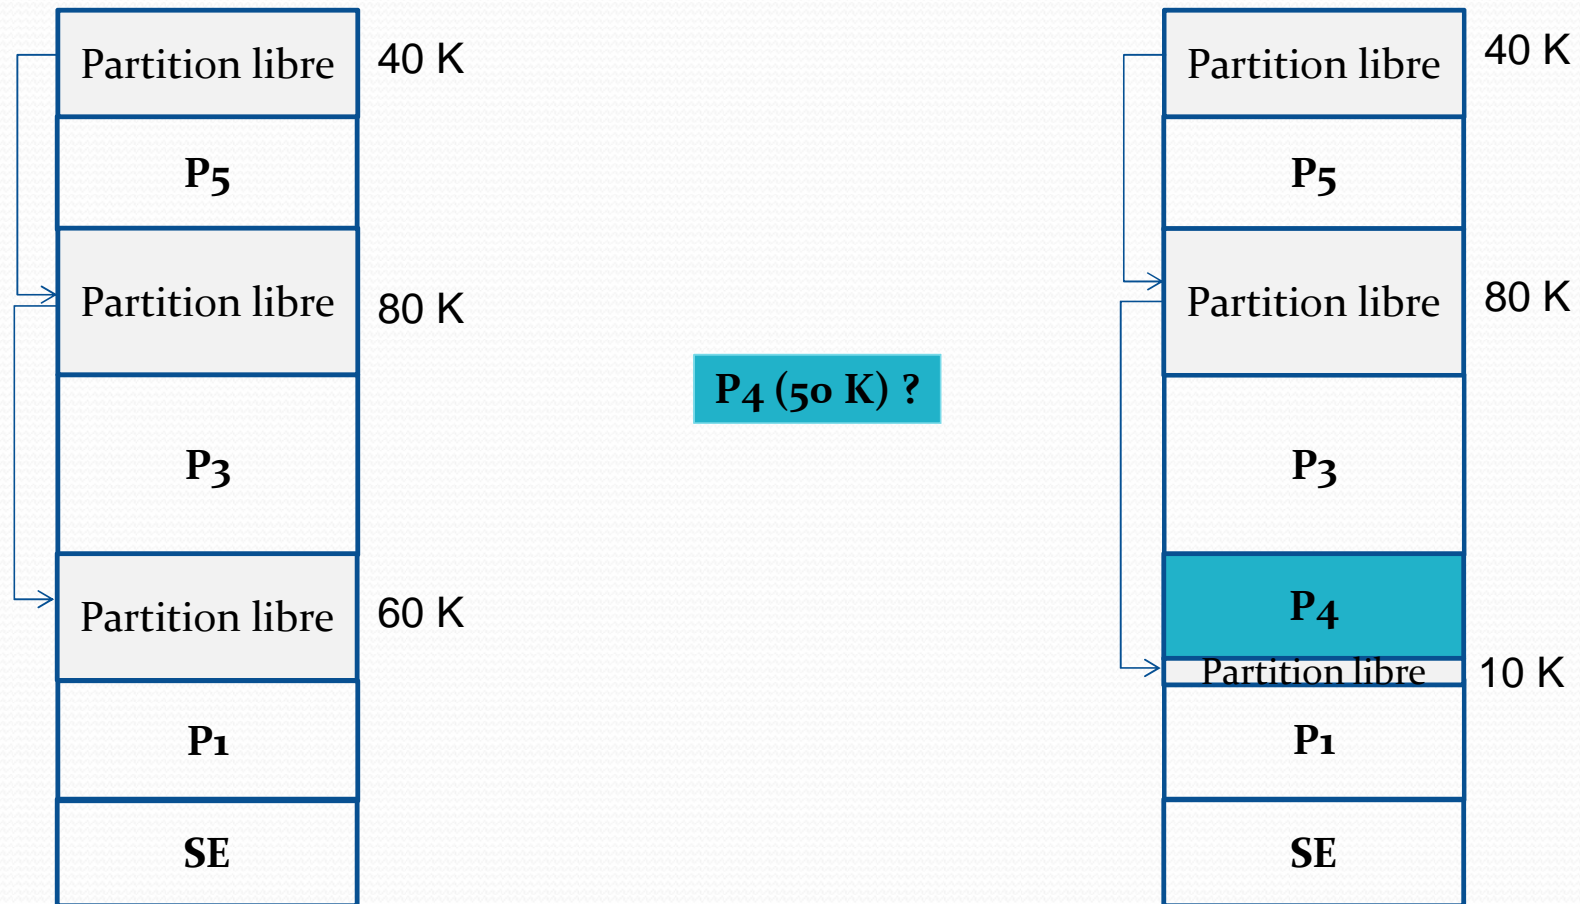 Partition libre 40 K
P5
Partition libre 80 K
P3
Partition libre 60 K
P1
SE
P4 (50 K) ?
Partition libre 40 K
P5
Partition libre 80 K
P3
P4
Partition libre 10 K
P1
SE